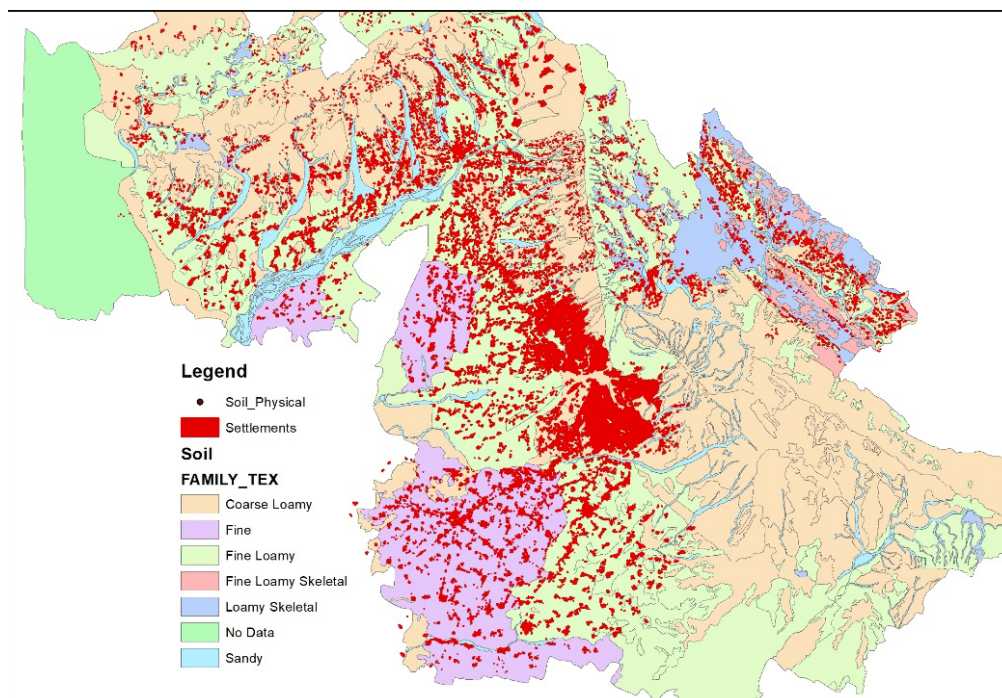 Legend
Soil_Physical
Settlements
Soil
FAMILY_TEX
Coarse Loamy
Fine
Fine Loamy
Fine Loamy Skeletal
Loamy Skeletal
No Data
Sandy